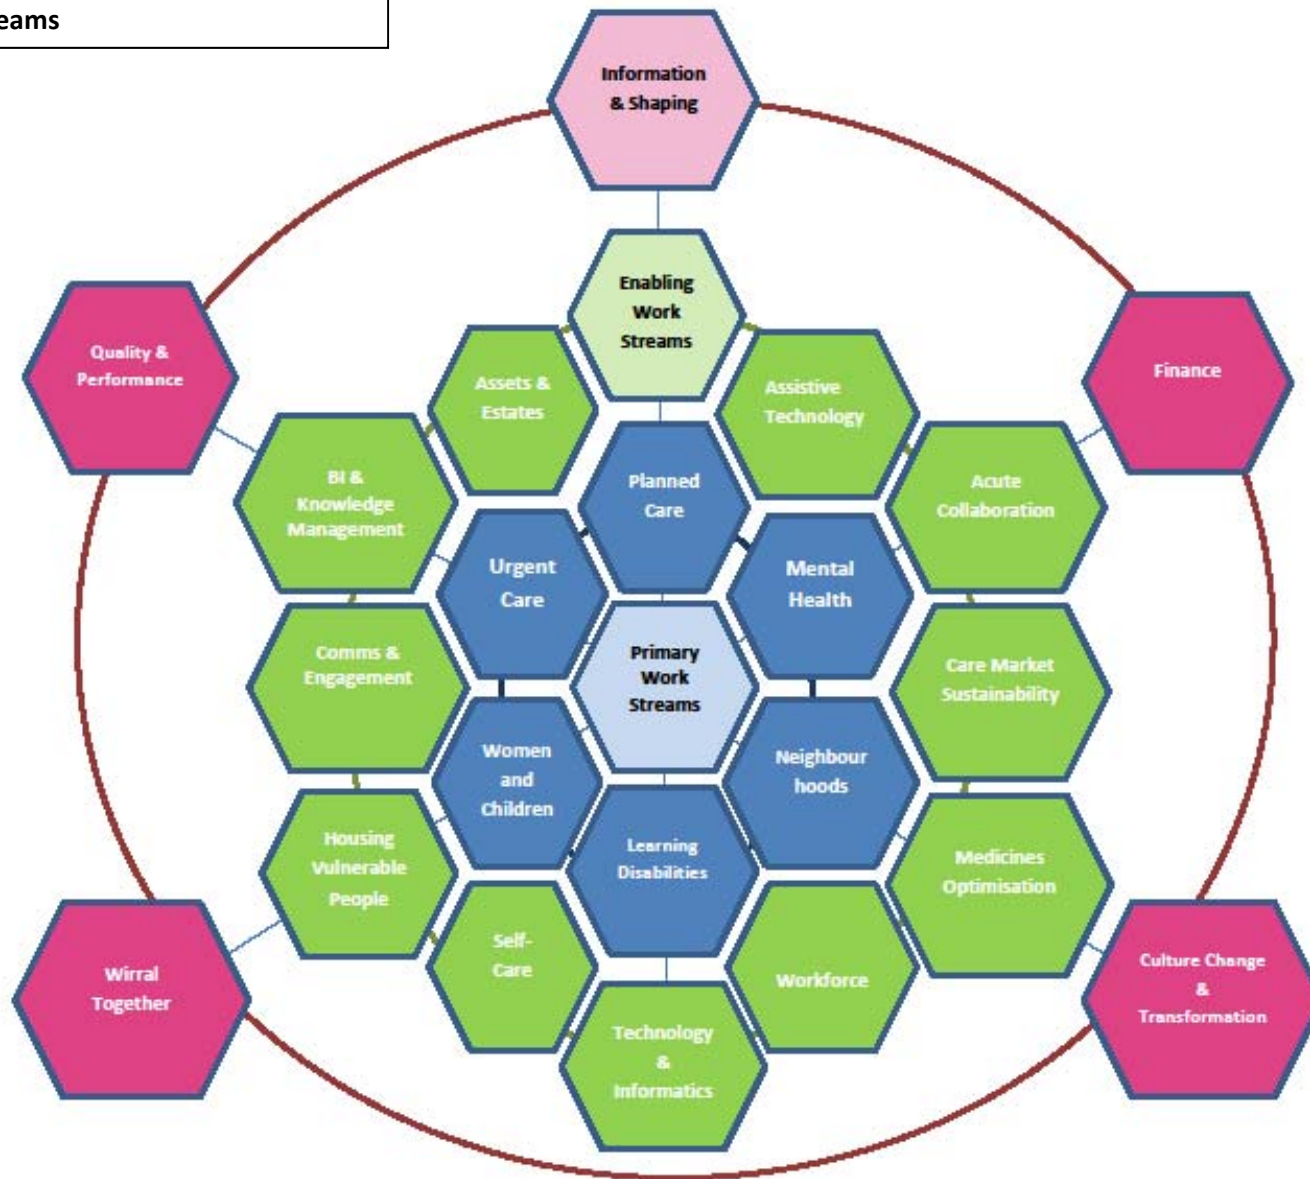 eams
Information
& Shaping
Enabling
Work
Streams
Quality &
Performance
Finance
Assets &
Estates
Assistive
Technology
BI &
Knowledge
Management
Planned
Care
Acute
Collaboration
Urgent
Care
Mental
Health
Comms &
Engagement
Primary
Work
Streams
Care Market
Sustainability
Women
and
Children
Neighbour
hoods
Housing
Vulnerable
People
Learning
Disabilities
Medicines
Optimisation
Self-
Care
Workforce
Wirral
Together
Culture Change
&
Transformation
Technology
&
Informatics